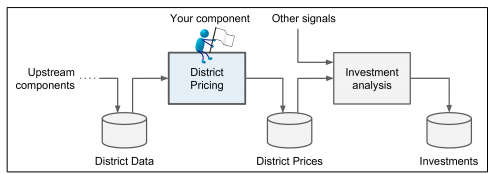 Your component
Other signals
Upstream
components
District
Pricing
Investment
analysis
District Data
District Prices
Investments